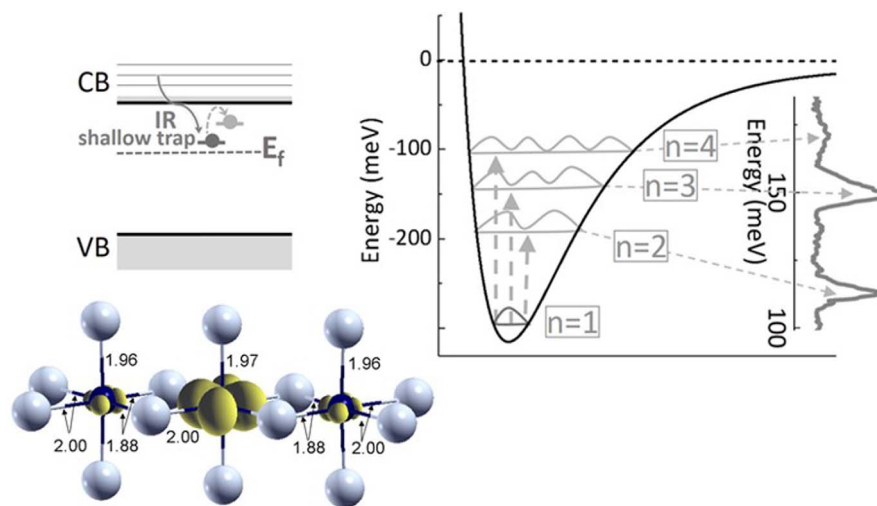 CB
IR
shallow trap
E_f
VB
Energy (meV)
0
-100
-200
n=4
n=3
n=2
n=1
Energy (meV)
150
100
1.96
1.97
1.96
2.00
1.88
2.00
1.88
2.00